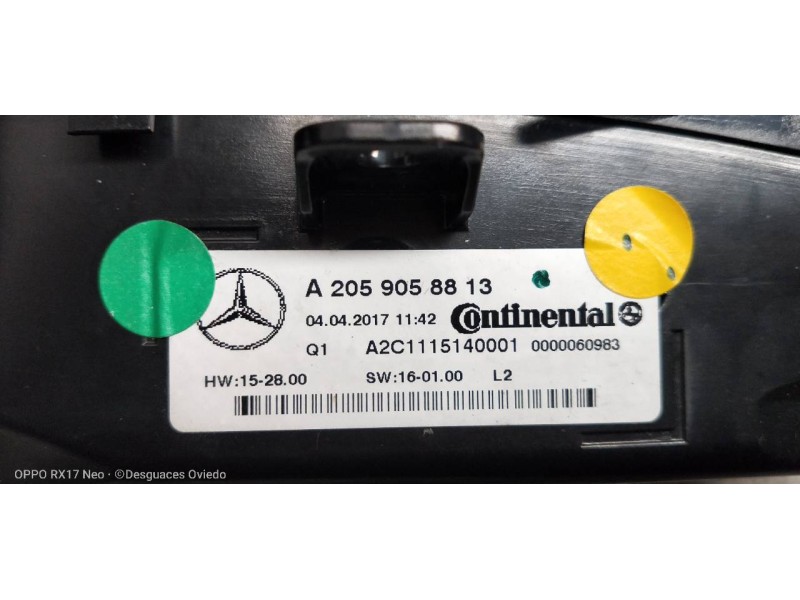 A 205 905 88 13
04.04.2017 11:42 Continental
Q1 A2C1115140001 0000060983
HW:15-28.00 SW:16-01.00 L2
OPPO RX17 Neo · ©Desguaces Oviedo